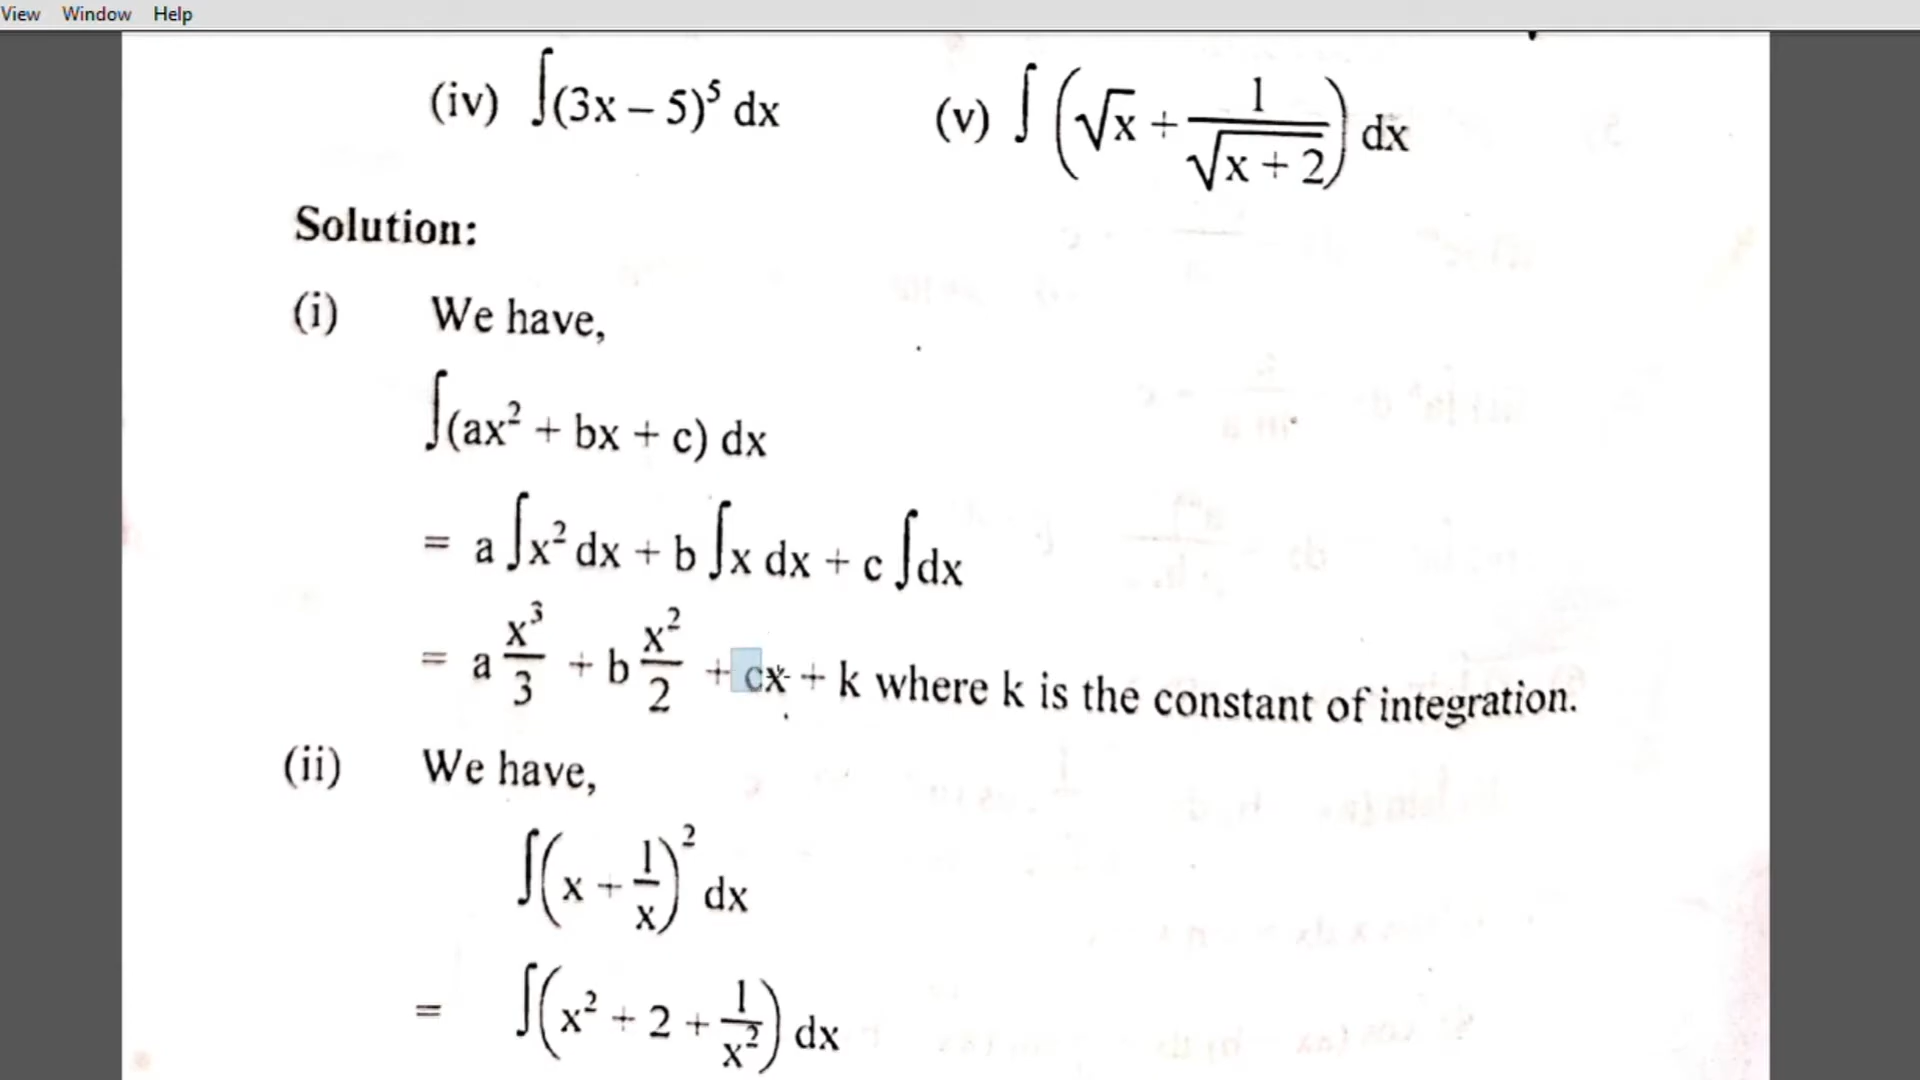 View Window Help
(iv) ∫(3x – 5)⁵ dx (v) ∫ (√x + 1/√(x + 2)) dx
Solution:
(i) We have,
∫(ax² + bx + c) dx
= a ∫x² dx + b ∫x dx + c ∫dx
= a x³/3 + b x²/2 + cx + k where k is the constant of integration.
(ii) We have,
∫(x + 1/x)² dx
= ∫(x² + 2 + 1/x²) dx